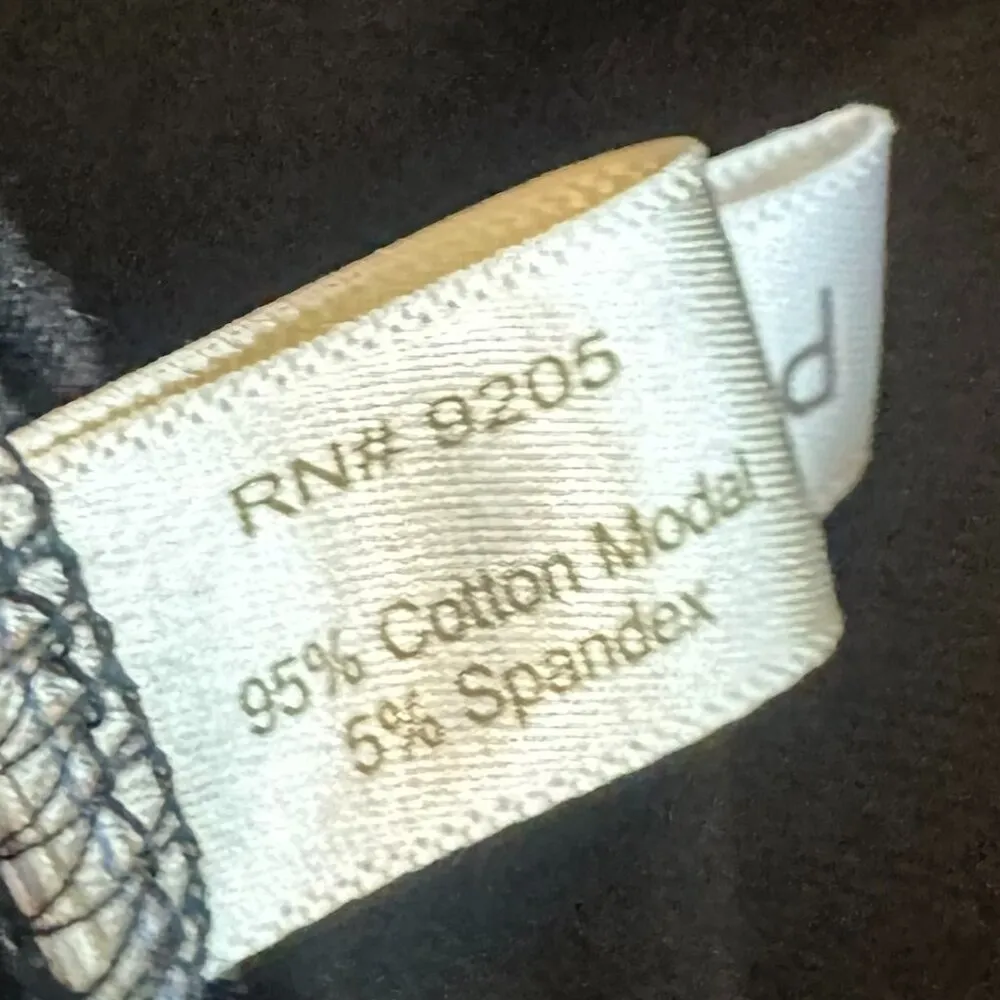 RN# 9205
95% Cotton Modal
5% Spandex
d